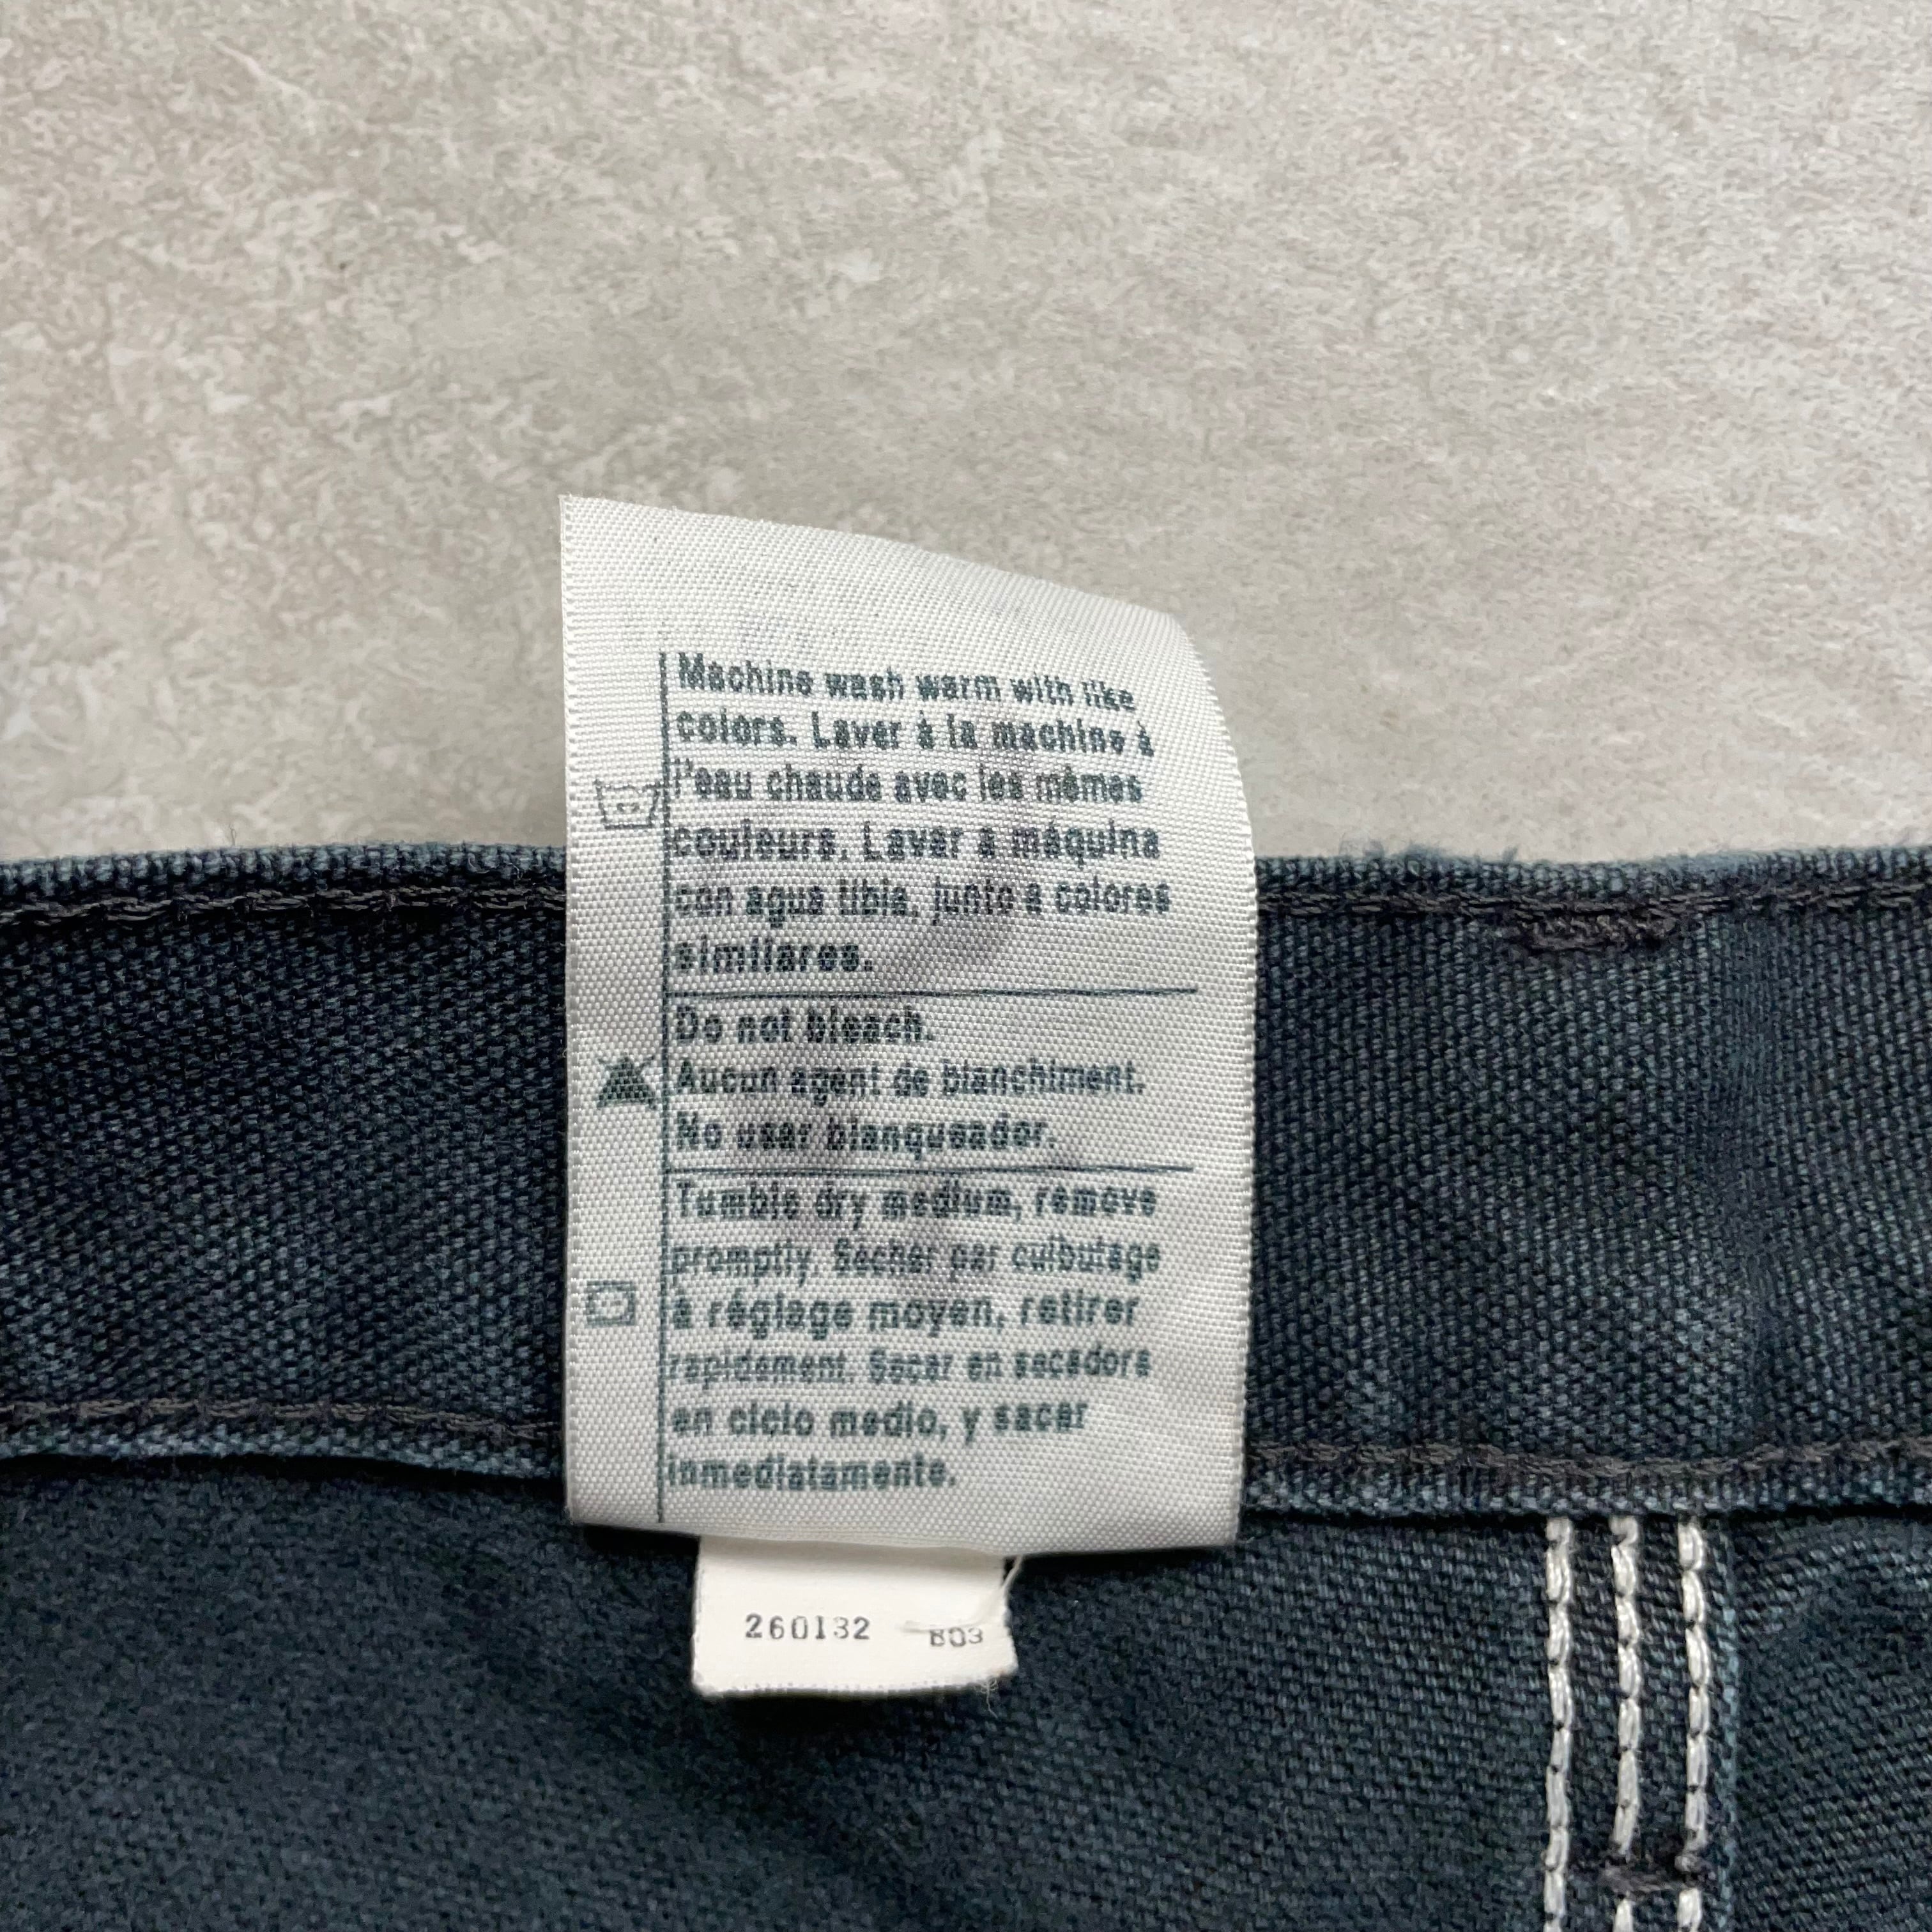 Machine wash warm with like
colors. Laver à la machine à
l'eau chaude avec les mêmes
couleurs. Lavar a máquina
con agua tibia, junto a colores
similares.
Do not bleach.
Aucun agent de blanchiment.
No usar blanqueador.
Tumble dry medium, remove
promptly. Sécher par culbutage
à réglage moyen, retirer
rapidement. Secar en secadora
en ciclo medio, y sacar
inmediatamente.
260132 B03